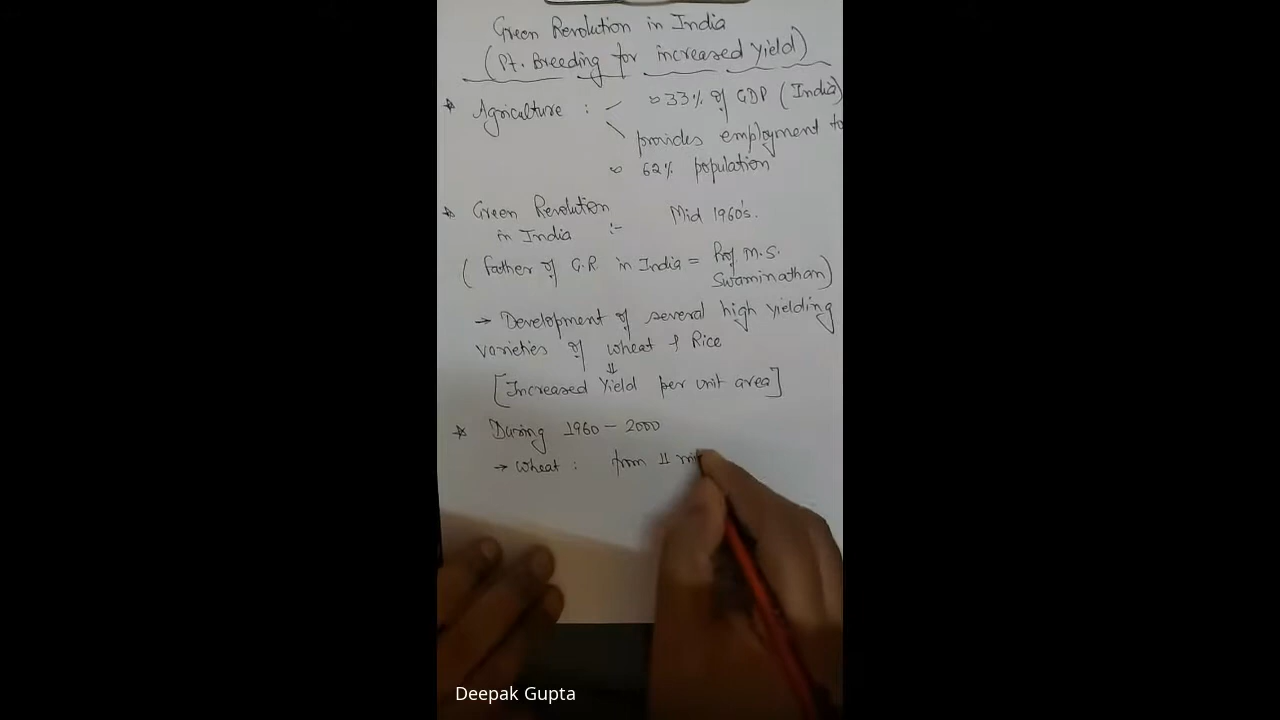 Green Revolution in India
(Pt. Breeding for increased Yield)
* Agriculture : 33% of GDP (India)
provides employment to
62% population
* Green Revolution
in India :- Mid 1960's.
(Father of G.R in India = Prof M.S.
Swaminathan)
→ Development of several high yielding
varieties of wheat & Rice
⇓
[Increased Yield per unit area]
* During 1960 - 2000
→ Wheat : from 11 mi
Deepak Gupta